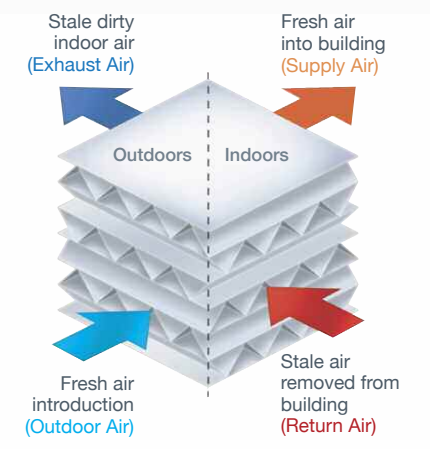 Stale dirty
indoor air
(Exhaust Air)
Fresh air
into building
(Supply Air)
Outdoors
Indoors
Fresh air
introduction
(Outdoor Air)
Stale air
removed from
building
(Return Air)